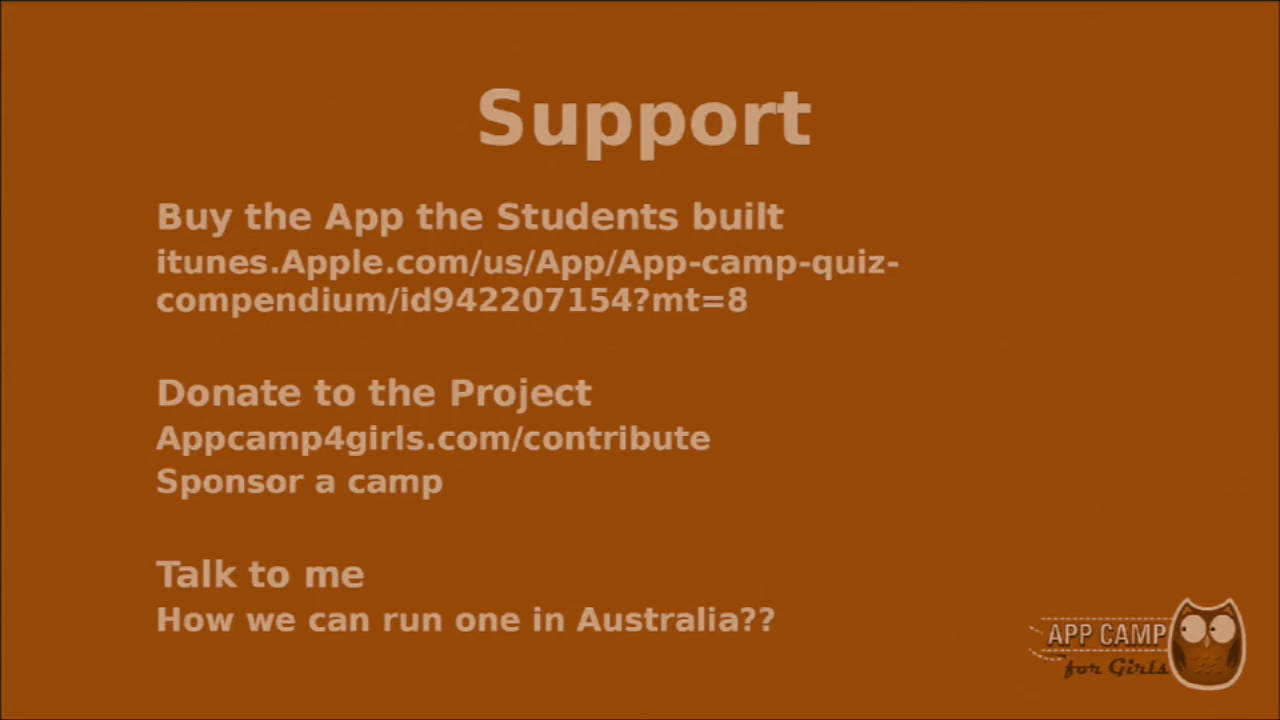 Support
Buy the App the Students built
itunes.Apple.com/us/App/App-camp-quiz-
compendium/id942207154?mt=8
Donate to the Project
Appcamp4girls.com/contribute
Sponsor a camp
Talk to me
How we can run one in Australia??
APP CAMP
for Girls